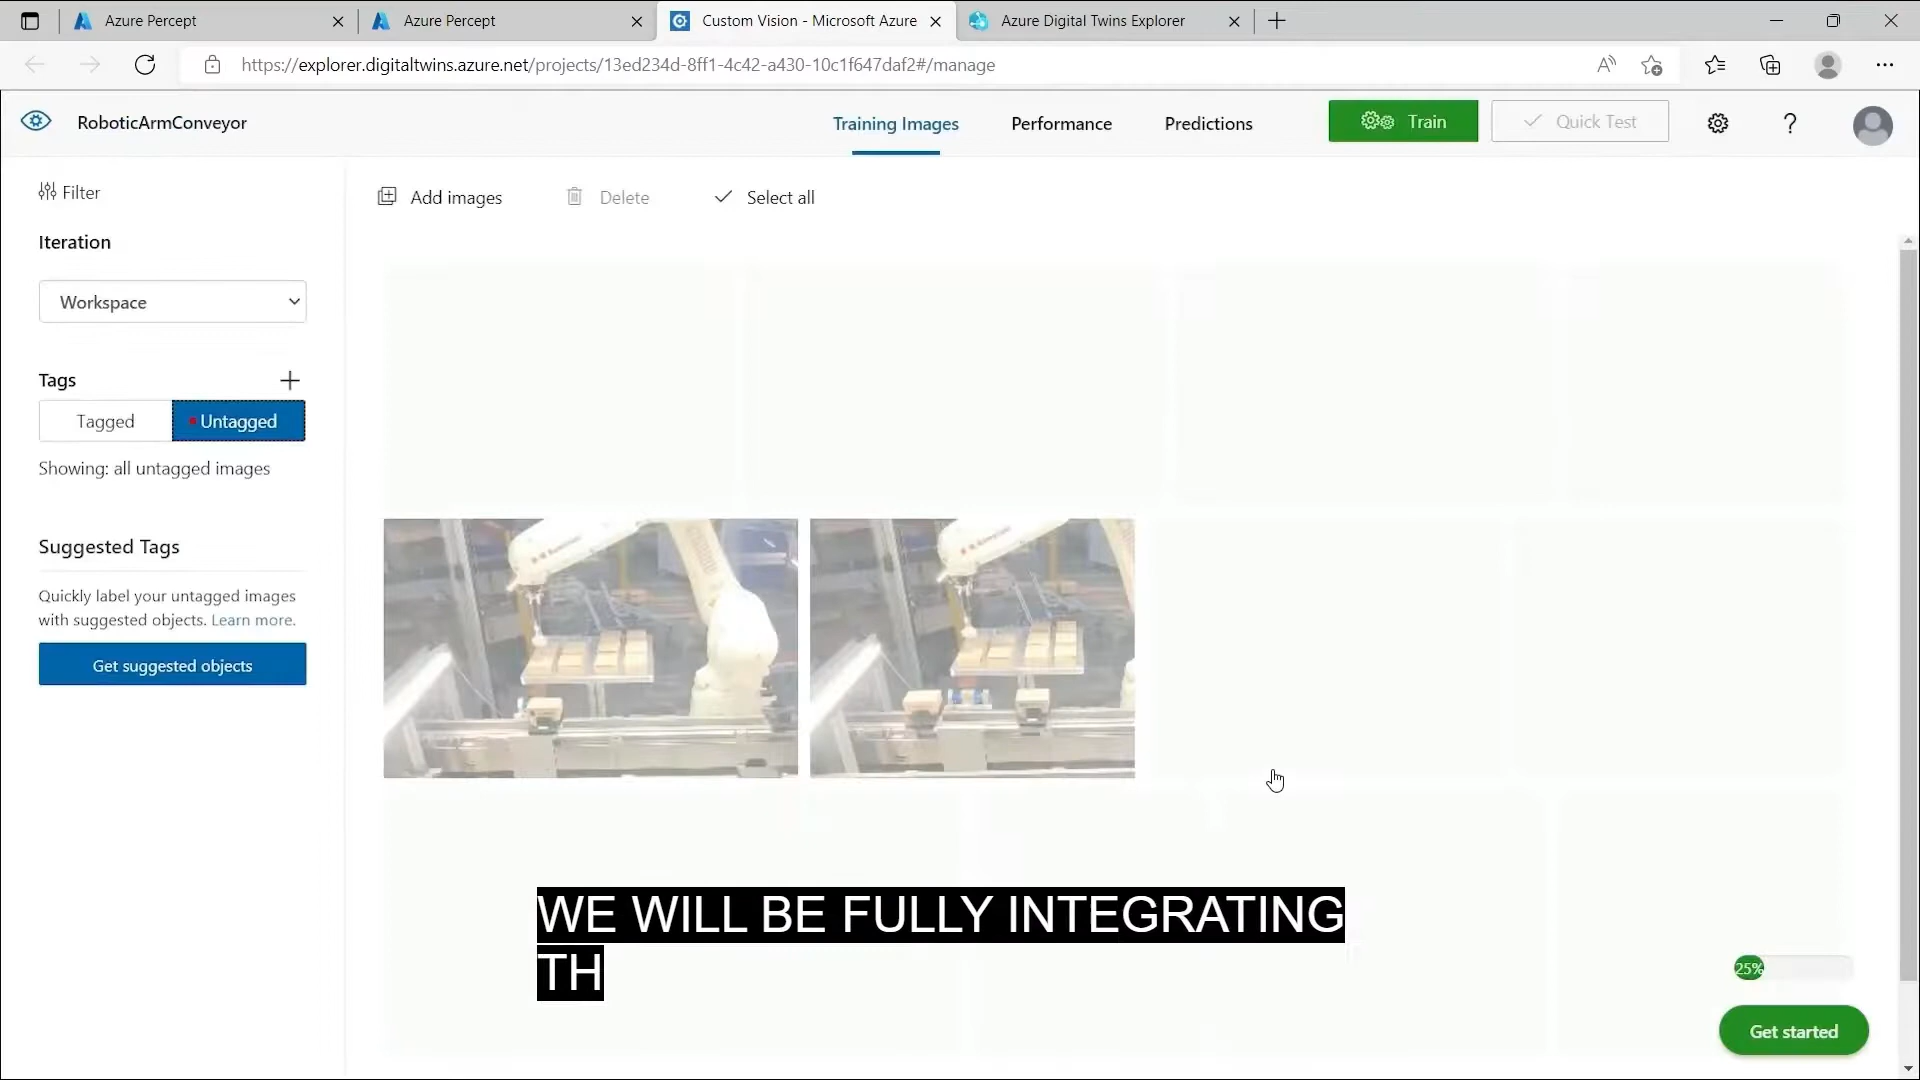 Azure Percept
Azure Percept
Custom Vision - Microsoft Azure
Azure Digital Twins Explorer
https://explorer.digitaltwins.azure.net/projects/13ed234d-8ff1-4c42-a430-10c1f647daf2#/manage
RoboticArmConveyor
Training Images
Performance
Predictions
Train
Quick Test
?
Filter
Add images
Delete
Select all
Iteration
Workspace
Tags
Tagged
Untagged
Showing: all untagged images
Suggested Tags
Quickly label your untagged images
with suggested objects. Learn more.
Get suggested objects
WE WILL BE FULLY INTEGRATING
TH
25%
Get started